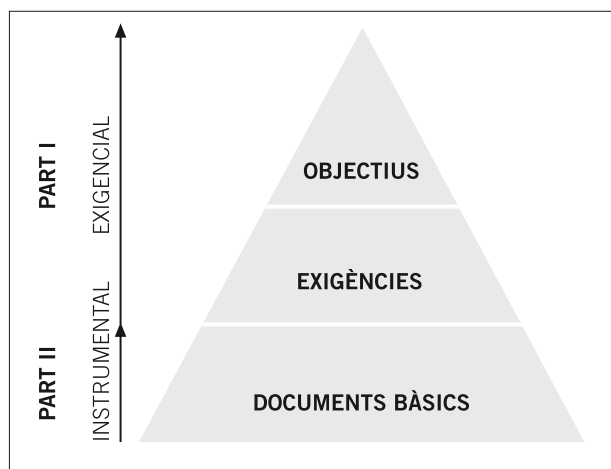 PART I
EXIGENCIAL
OBJECTIUS
EXIGÈNCIES
PART II
INSTRUMENTAL
DOCUMENTS BÀSICS